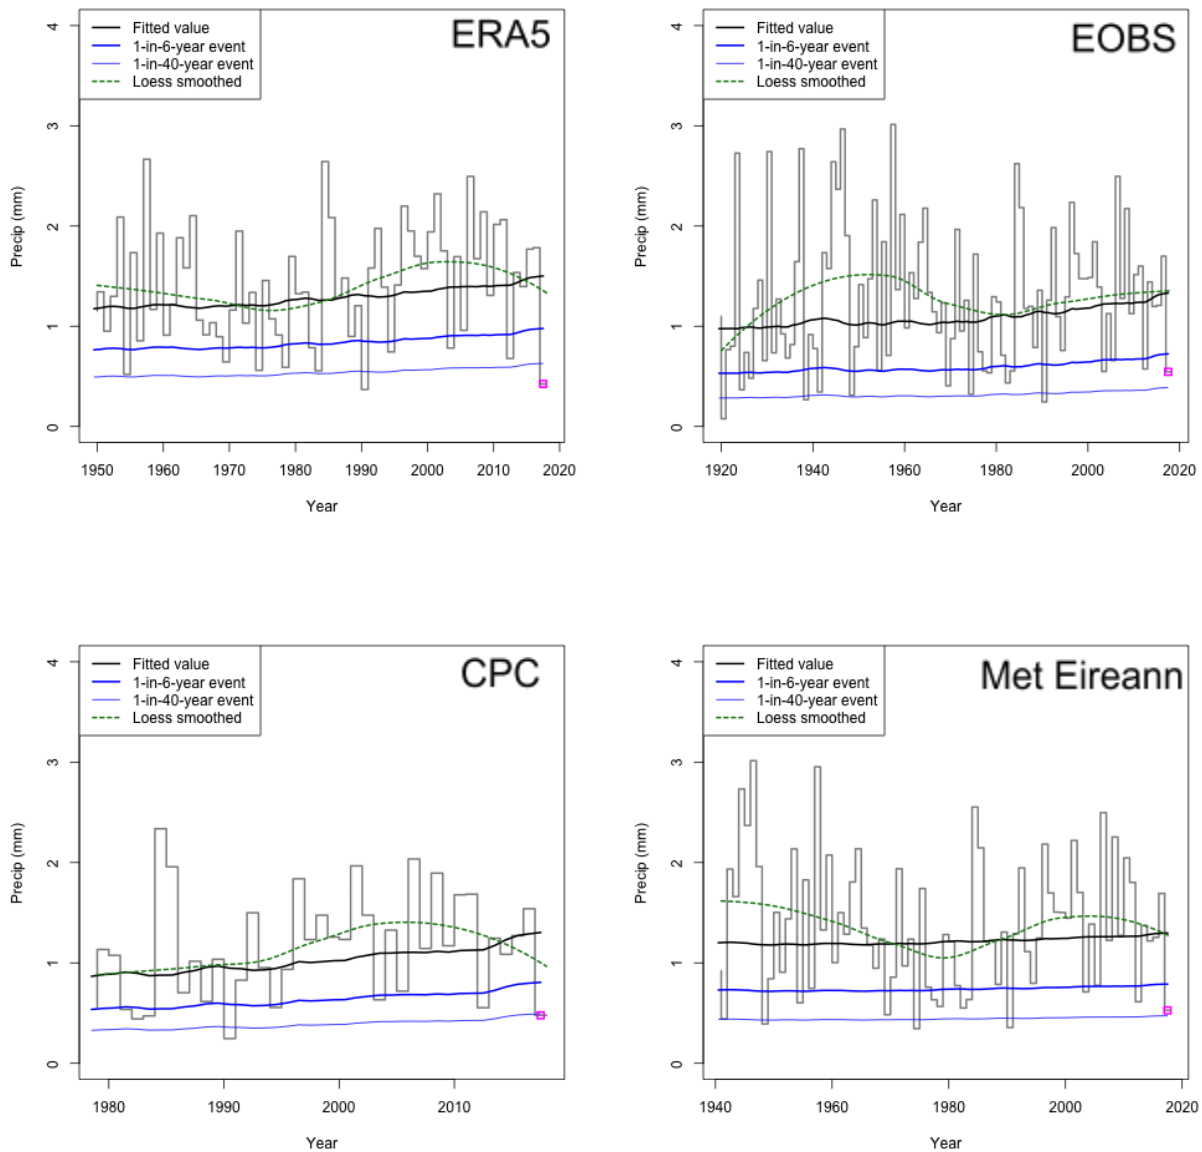 Fitted value
1-in-6-year event
1-in-40-year event
Loess smoothed
ERA5
Precip (mm)
0
1
2
3
4
1950 1960 1970 1980 1990 2000 2010 2020
Year
Fitted value
1-in-6-year event
1-in-40-year event
Loess smoothed
EOBS
Precip (mm)
0
1
2
3
4
1920 1940 1960 1980 2000 2020
Year
Fitted value
1-in-6-year event
1-in-40-year event
Loess smoothed
CPC
Precip (mm)
0
1
2
3
4
1980 1990 2000 2010
Year
Fitted value
1-in-6-year event
1-in-40-year event
Loess smoothed
Met Eireann
Precip (mm)
0
1
2
3
4
1940 1960 1980 2000 2020
Year